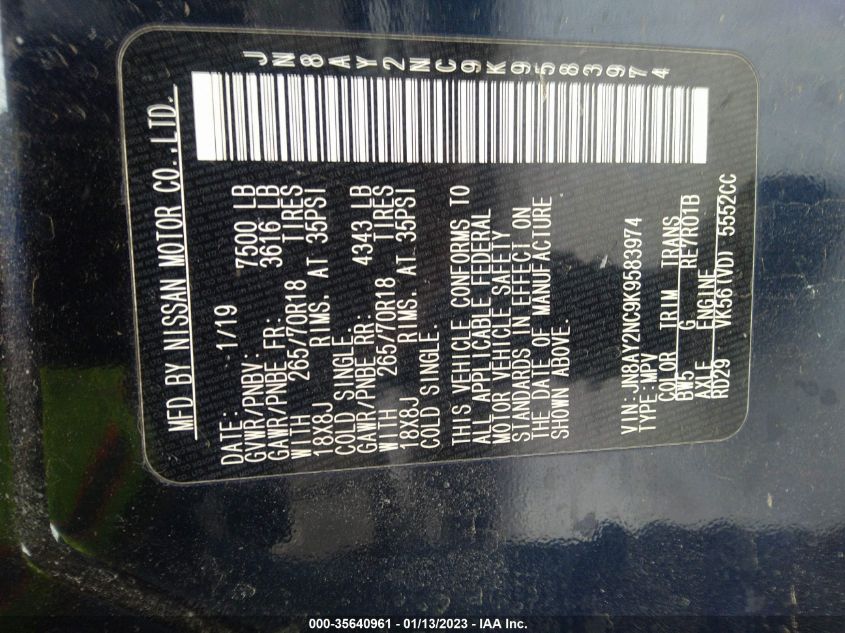 JN8AY2NC9K9583974
MFD BY NISSAN MOTOR CO.,LTD.
DATE: 1/19
GVWR/PNBV: 7500 LB
GAWR/PNBE FR: 3616 LB
WITH 265/70R18 TIRES
18X8J RIMS. AT 35PSI
COLD SINGLE.
GAWR/PNBE RR: 4343 LB
WITH 265/70R18 TIRES
18X8J RIMS. AT 35PSI
COLD SINGLE.
THIS VEHICLE CONFORMS TO
ALL APPLICABLE FEDERAL
MOTOR VEHICLE SAFETY
STANDARDS IN EFFECT ON
THE DATE OF MANUFACTURE
SHOWN ABOVE.
VIN:JN8AY2NC9K9583974
TYPE:MPV
COLOR TRIM TRANS
BW5 G RE7R01B
AXLE ENGINE
RD29 VK56(VD) 5552CC
000-35640961 - 01/13/2023 - IAA Inc.